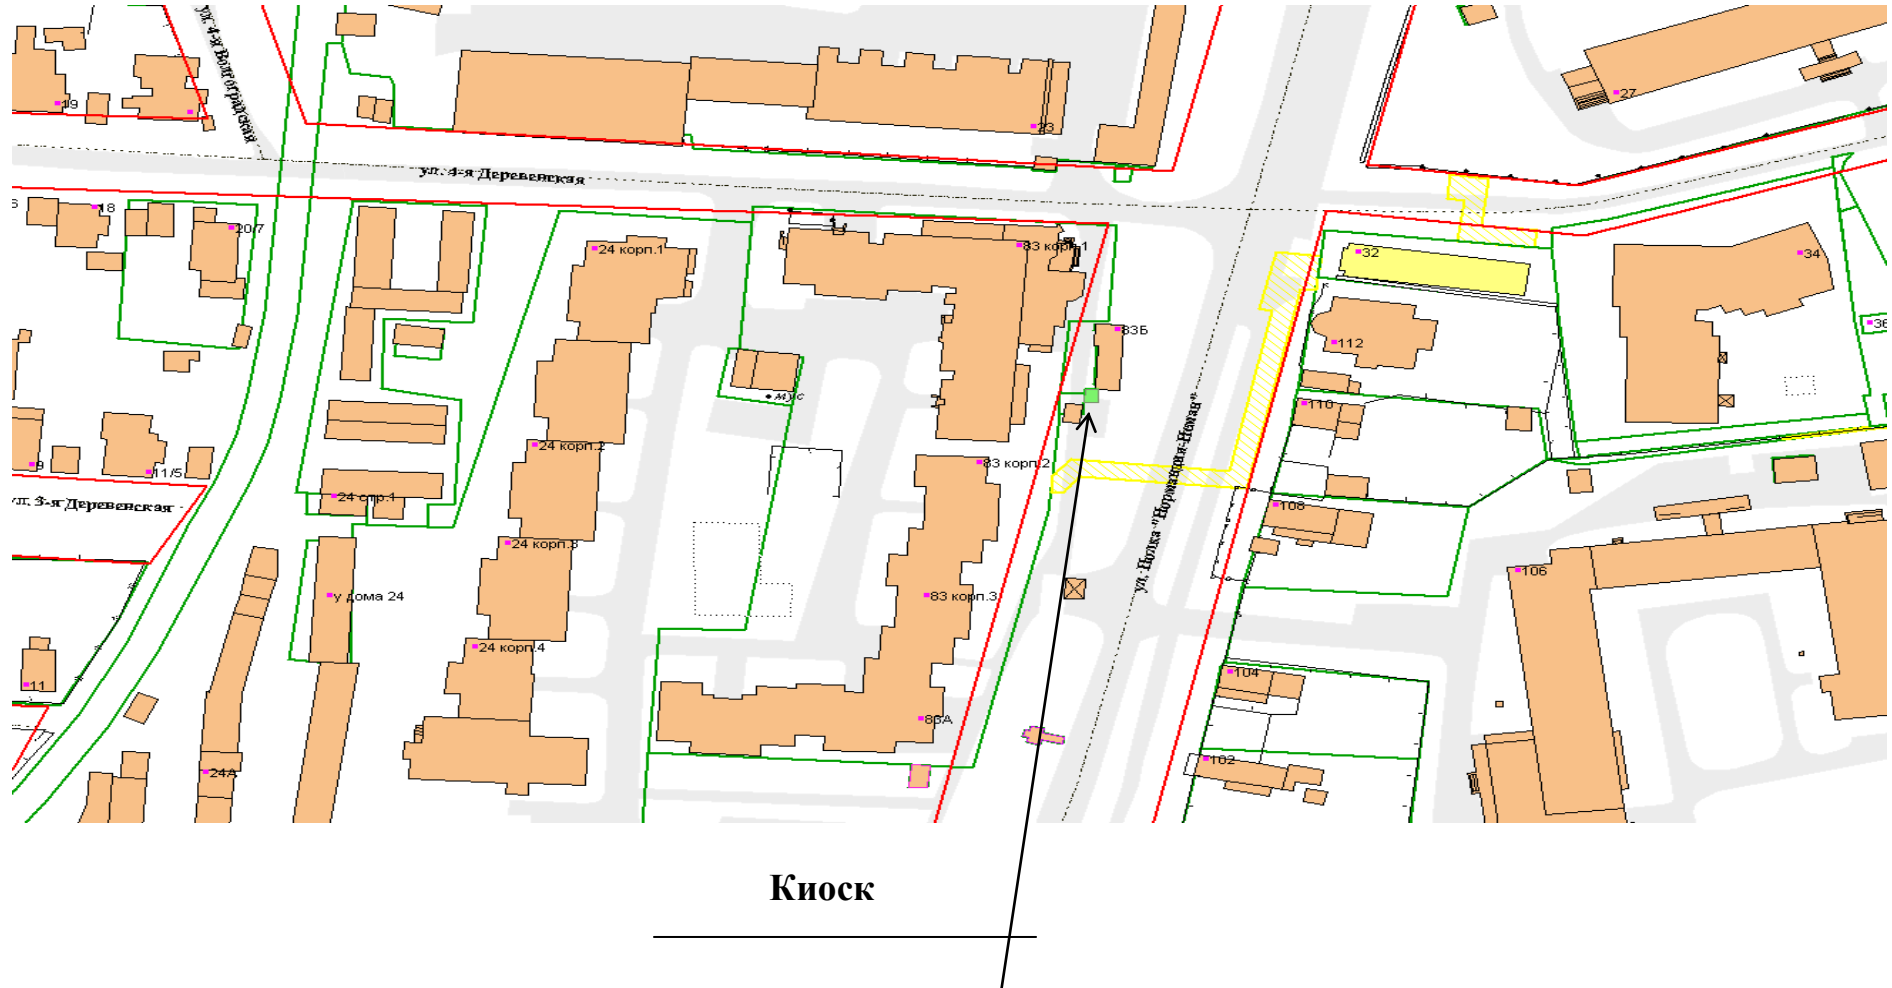 ул. 4-я Волгоградская
19
23
27
ул. 4-я Деревенская
18
20/7
24 корп.1
83 корп.1
32
34
83Б
36
112
мус
110
24 корп.2
83 корп.2
9
11/5
24 стр.1
ул. 3-я Деревенская
ул. Полка "Нормандия-Неман"
108
24 корп.3
106
у дома 24
83 корп.3
24 корп.4
104
11
83А
102
24А
Киоск